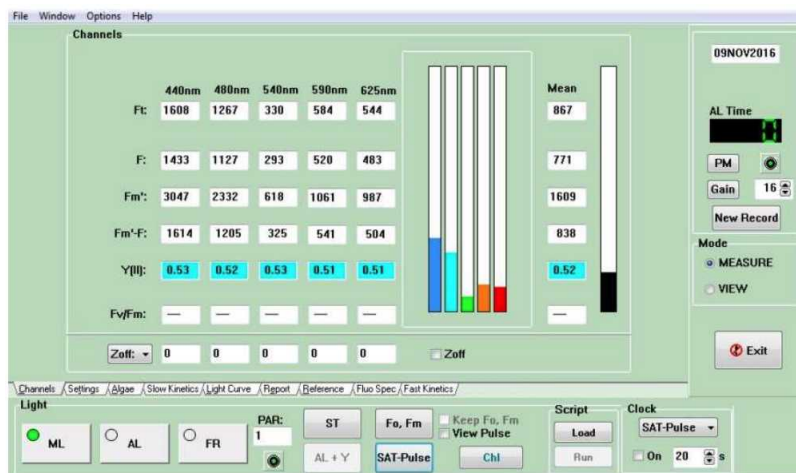 File Window Options Help
Channels
440nm 480nm 540nm 590nm 625nm Mean
Ft: 1608 1267 330 584 544 867
F: 1433 1127 293 520 483 771
Fm': 3047 2332 618 1061 987 1609
Fm'-F: 1614 1205 325 541 504 838
Y(II): 0.53 0.52 0.53 0.51 0.51 0.52
Fv/Fm: — — — — — —
Zoff: 0 0 0 0 0 Zoff
09NOV2016
AL Time
0
PM
Gain 16
New Record
Mode
MEASURE
VIEW
Exit
Channels Settings Algae Slow Kinetics Light Curve Report Reference Fluo Spec Fast Kinetics
Light
ML AL FR
PAR:
1
ST
AL + Y
Fo, Fm
SAT-Pulse
Keep Fo, Fm
View Pulse
Chl
Script
Load
Run
Clock
SAT-Pulse
On 20 s